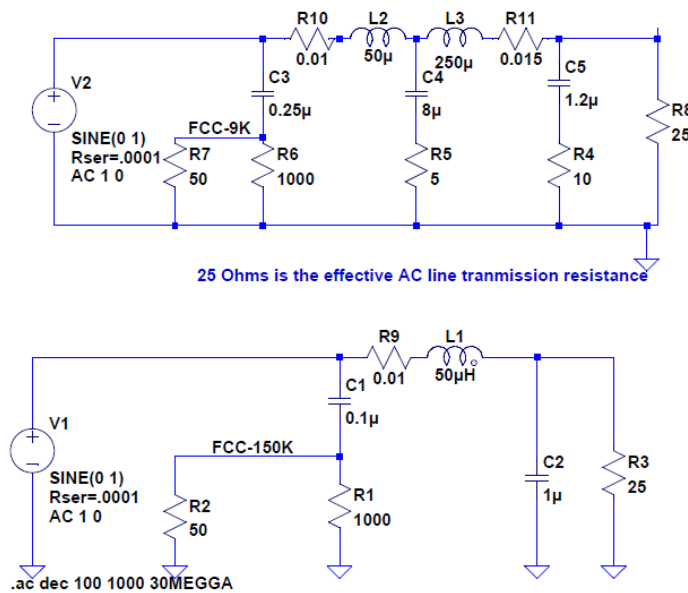 R10
L2
L3
R11
0.01
50µ
250µ
0.015
C3
0.25µ
C4
8µ
C5
1.2µ
V2
SINE(0 1)
Rser=.0001
AC 1 0
FCC-9K
R7
50
R6
1000
R5
5
R4
10
R8
25
25 Ohms is the effective AC line tranmission resistance
R9
0.01
L1
50µH
C1
0.1µ
V1
SINE(0 1)
Rser=.0001
AC 1 0
FCC-150K
R2
50
R1
1000
C2
1µ
R3
25
.ac dec 100 1000 30MEGGA